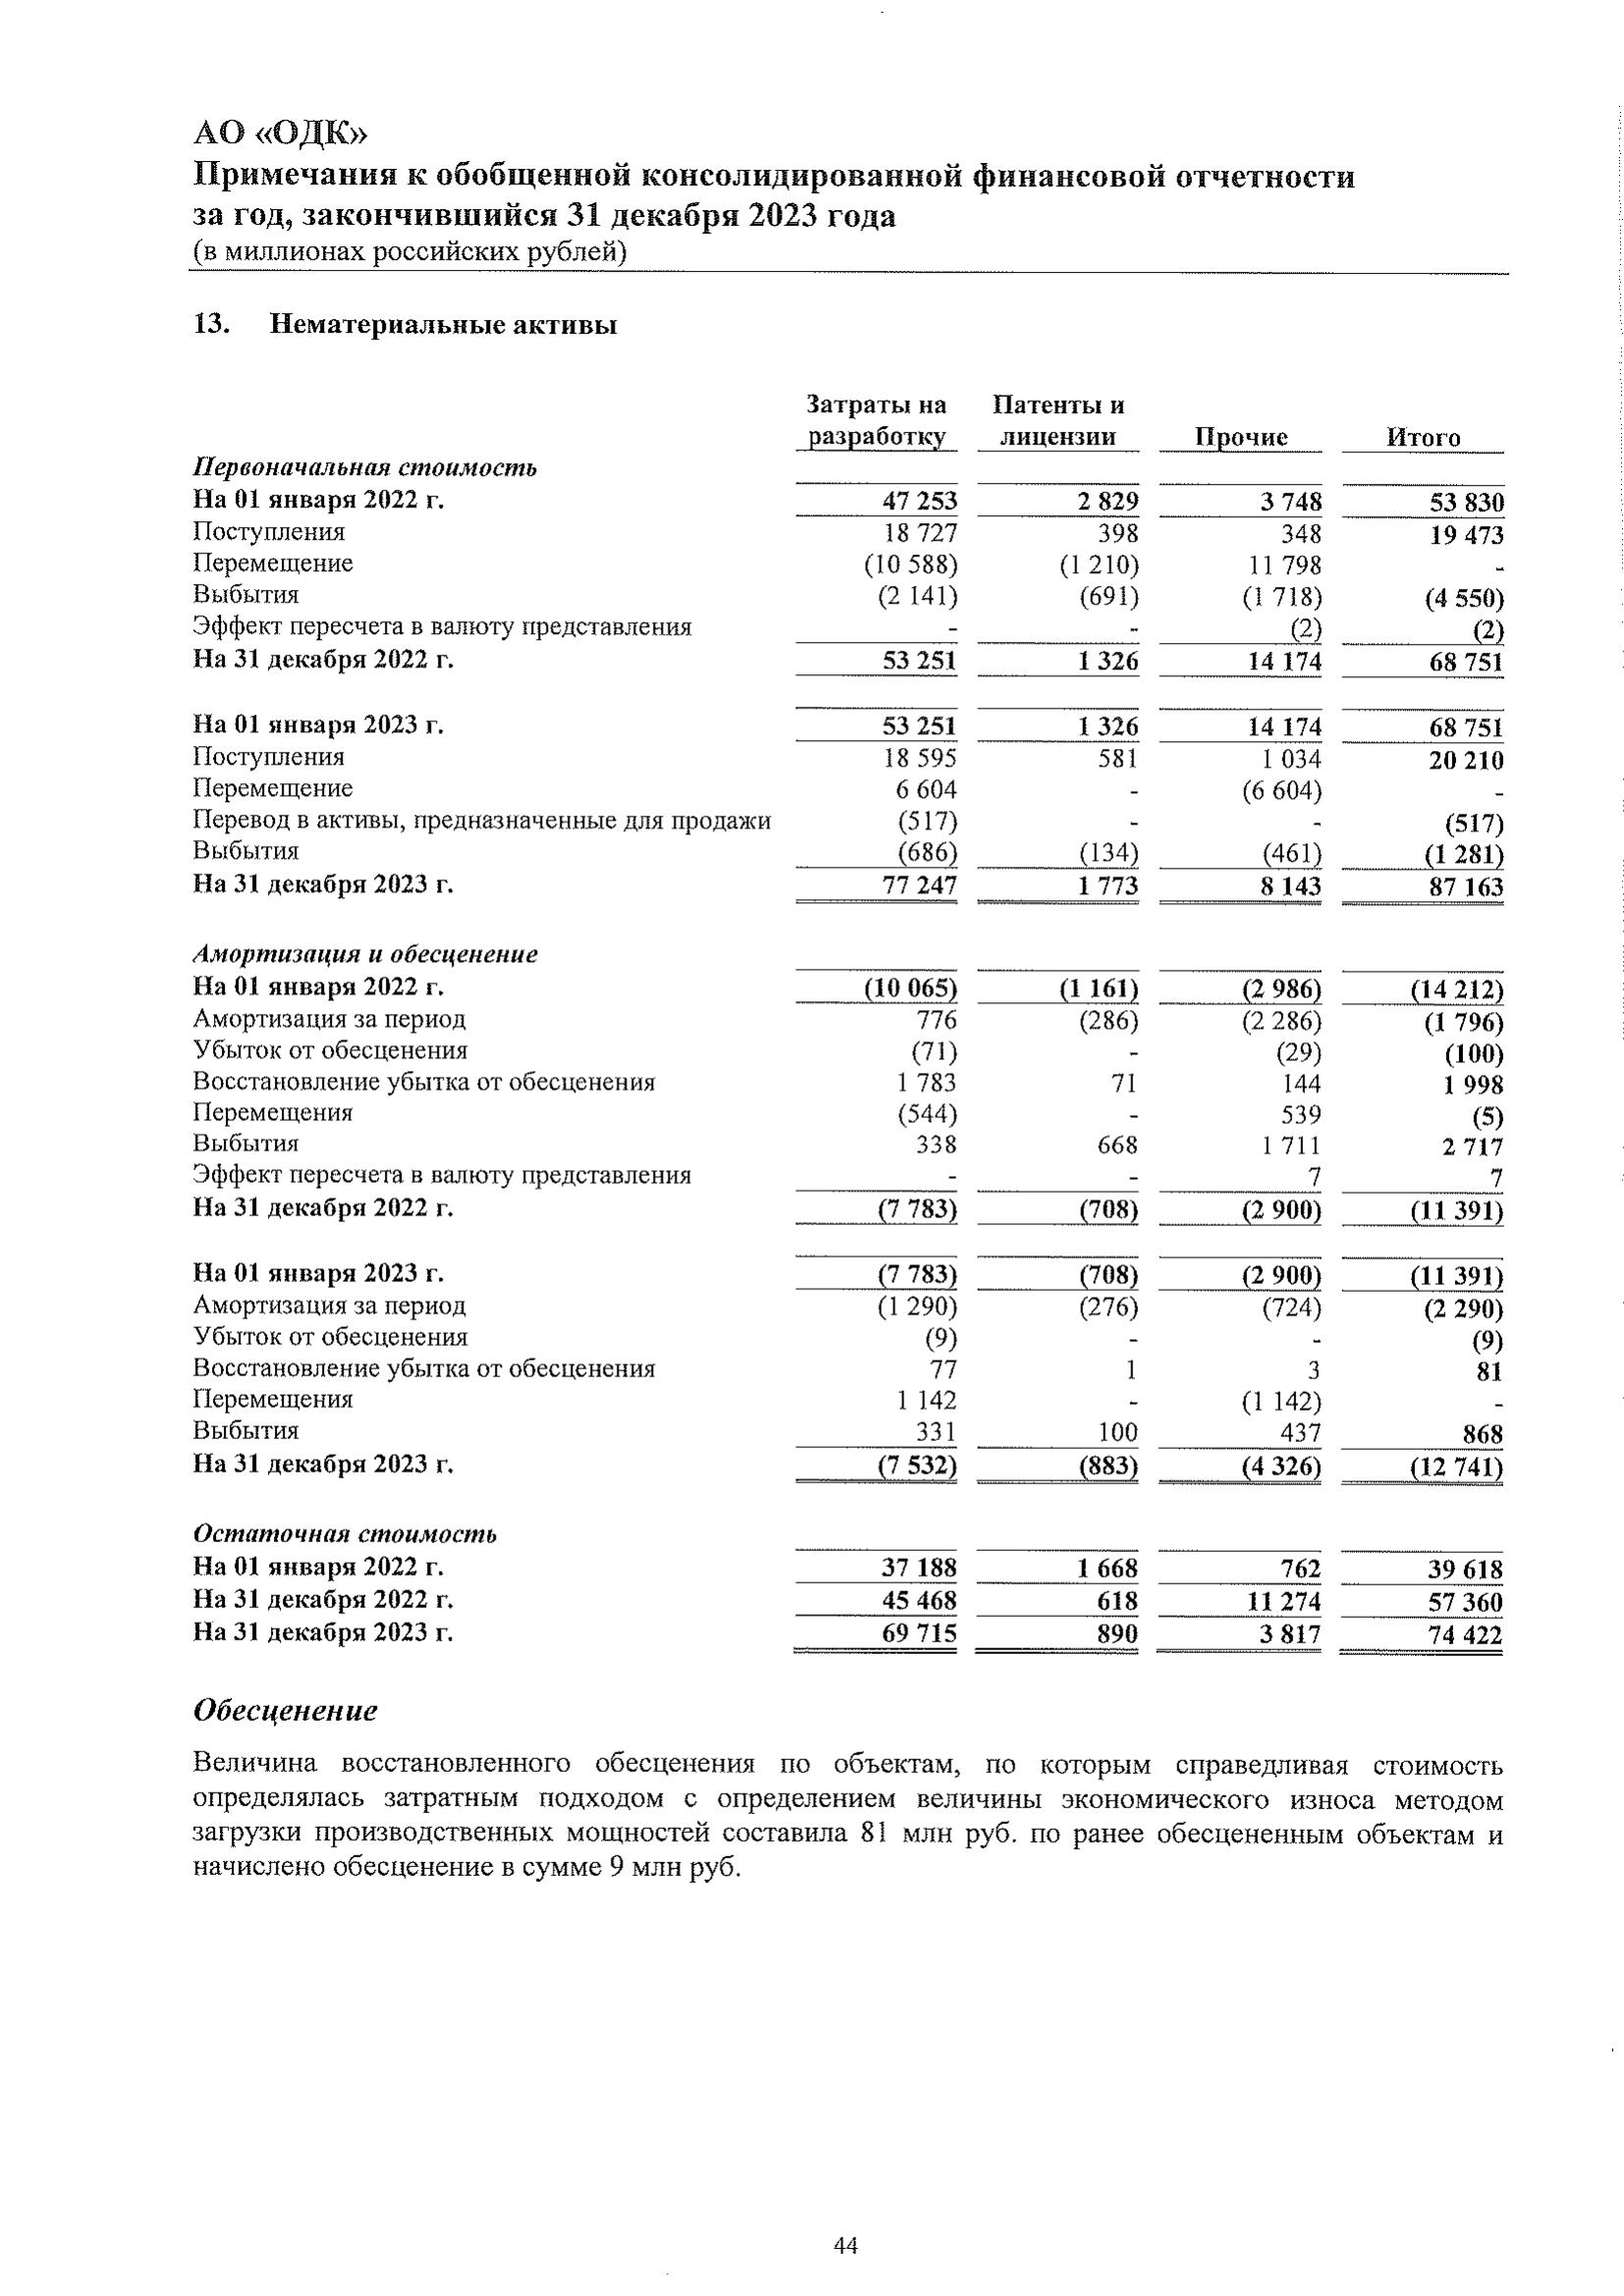 АО «ОДК»
Примечания к обобщенной консолидированной финансовой отчетности
за год, закончившийся 31 декабря 2023 года
(в миллионах российских рублей)
13. Нематериальные активы
Затраты на разработку Патенты и лицензии Прочие Итого
Первоначальная стоимость
На 01 января 2022 г. 47 253 2 829 3 748 53 830
Поступления 18 727 398 348 19 473
Перемещение (10 588) (1 210) 11 798 -
Выбытия (2 141) (691) (1 718) (4 550)
Эффект пересчета в валюту представления - - (2) (2)
На 31 декабря 2022 г. 53 251 1 326 14 174 68 751
На 01 января 2023 г. 53 251 1 326 14 174 68 751
Поступления 18 595 581 1 034 20 210
Перемещение 6 604 - (6 604) -
Перевод в активы, предназначенные для продажи (517) - - (517)
Выбытия (686) (134) (461) (1 281)
На 31 декабря 2023 г. 77 247 1 773 8 143 87 163
Амортизация и обесценение
На 01 января 2022 г. (10 065) (1 161) (2 986) (14 212)
Амортизация за период 776 (286) (2 286) (1 796)
Убыток от обесценения (71) - (29) (100)
Восстановление убытка от обесценения 1 783 71 144 1 998
Перемещения (544) - 539 (5)
Выбытия 338 668 1 711 2 717
Эффект пересчета в валюту представления - - 7 7
На 31 декабря 2022 г. (7 783) (708) (2 900) (11 391)
На 01 января 2023 г. (7 783) (708) (2 900) (11 391)
Амортизация за период (1 290) (276) (724) (2 290)
Убыток от обесценения (9) - - (9)
Восстановление убытка от обесценения 77 1 3 81
Перемещения 1 142 - (1 142) -
Выбытия 331 100 437 868
На 31 декабря 2023 г. (7 532) (883) (4 326) (12 741)
Остаточная стоимость
На 01 января 2022 г. 37 188 1 668 762 39 618
На 31 декабря 2022 г. 45 468 618 11 274 57 360
На 31 декабря 2023 г. 69 715 890 3 817 74 422
Обесценение
Величина восстановленного обесценения по объектам, по которым справедливая стоимость
определялась затратным подходом с определением величины экономического износа методом
загрузки производственных мощностей составила 81 млн руб. по ранее обесцененным объектам и
начислено обесценение в сумме 9 млн руб.
44